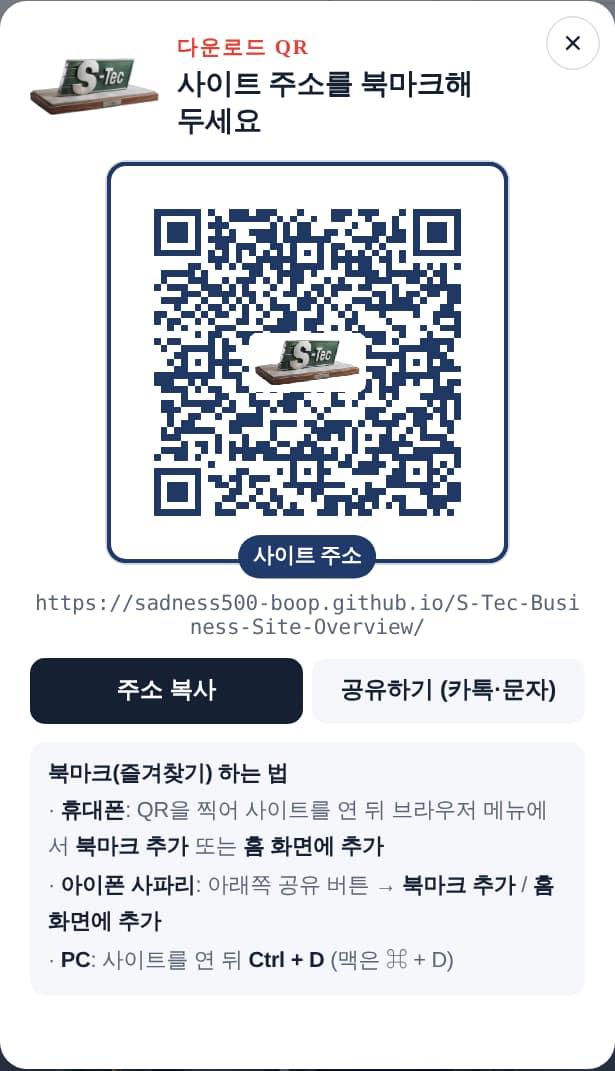 S-Tec
다운로드 QR
사이트 주소를 북마크해
두세요
S-Tec
사이트 주소
https://sadness500-boop.github.io/S-Tec-Busi
ness-Site-Overview/
주소 복사
공유하기 (카톡·문자)
북마크(즐겨찾기) 하는 법
· 휴대폰: QR을 찍어 사이트를 연 뒤 브라우저 메뉴에
서 북마크 추가 또는 홈 화면에 추가
· 아이폰 사파리: 아래쪽 공유 버튼 → 북마크 추가 / 홈
화면에 추가
· PC: 사이트를 연 뒤 Ctrl + D (맥은 ⌘ + D)